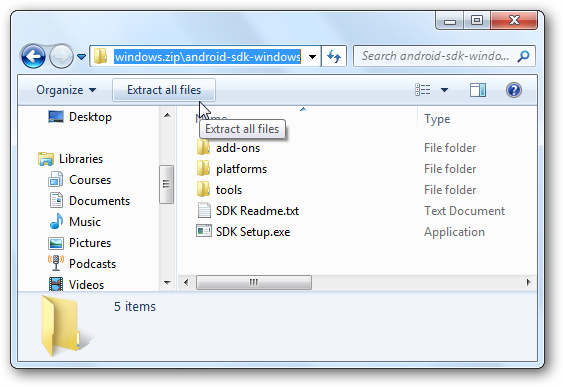 windows.zip\android-sdk-windows
Search android-sdk-windo...
Organize
Extract all files
Type
Extract all files
Desktop
Libraries
Courses
Documents
Music
Pictures
Podcasts
Videos
add-ons File folder
platforms File folder
tools File folder
SDK Readme.txt Text Document
SDK Setup.exe Application
5 items